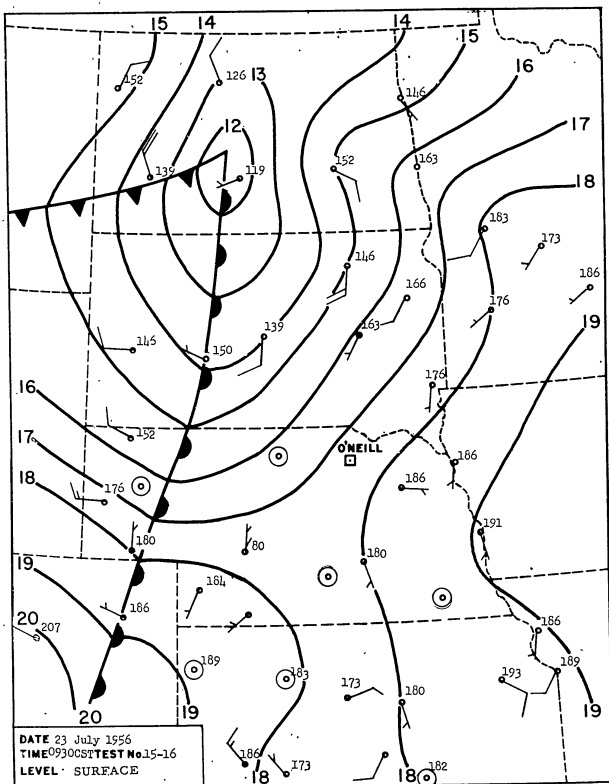 15 14 14
15
152 126 13 16
146
12 17
139 119 152 163
18
183
173
146
186
166
176
19
146 150 139 163
176
16
152
17
O'NEILL
186
18 176 186
191
180 80 180
19
184
20 186 186
207
189 183 173 180 193 189
20 19 19
DATE 23 July 1956
TIME 0930CST TEST No. 15-16
LEVEL· SURFACE
186 173 18 18 182